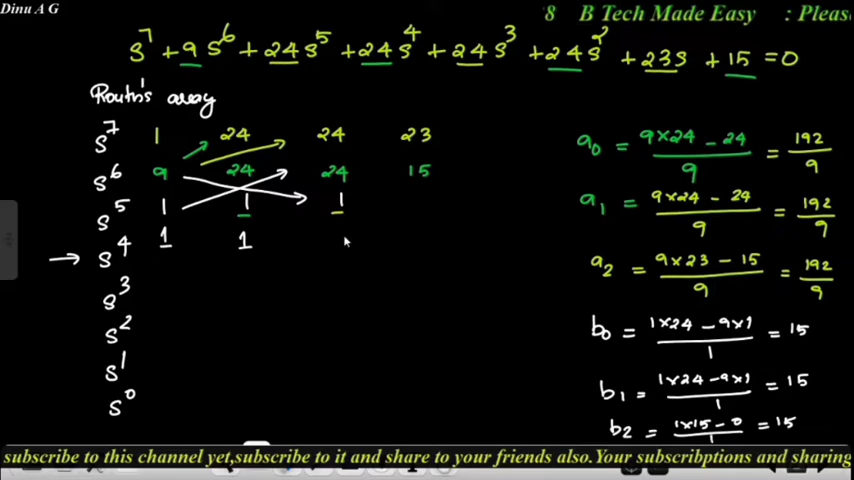 Dinu A G
8 B Tech Made Easy : Pleas
s⁷ + 9s⁶ + 24s⁵ + 24s⁴ + 24s³ + 24s² + 23s + 15 = 0
Routh's array
s⁷ 1 24 24 23
s⁶ 9 24 24 15
s⁵ 1 1 1
s⁴ 1 1
s³
s²
s¹
s⁰
a₀ = (9×24 - 24)/9 = 192/9
a₁ = (9×24 - 24)/9 = 192/9
a₂ = (9×23 - 15)/9 = 192/9
b₀ = (1×24 - 9×1)/1 = 15
b₁ = (1×24 - 9×1)/1 = 15
b₂ = (1×15 - 0)/1 = 15
subscribe to this channel yet,subscribe to it and share to your friends also.Your subscribptions and sharing